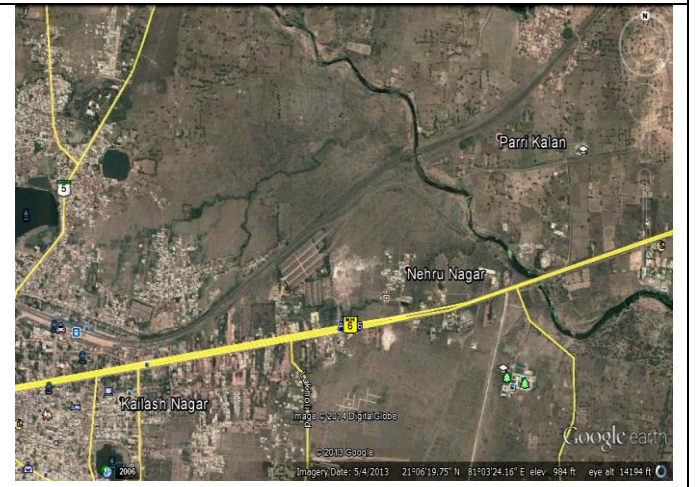 N
Parri Kalan
5
Nehru Nagar
6
Kailash Nagar
Image © 2014 DigitalGlobe
© 2013 Google
Google earth
2006
Imagery Date: 5/4/2013 21°06'19.75" N 81°03'24.16" E elev 984 ft eye alt 14194 ft